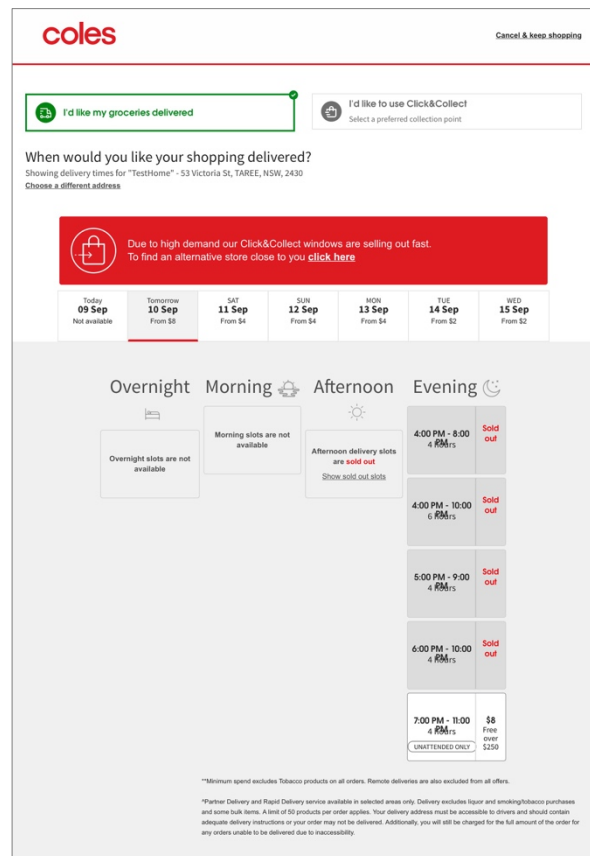 coles
Cancel & keep shopping
I'd like my groceries delivered
I'd like to use Click&Collect
Select a preferred collection point
When would you like your shopping delivered?
Showing delivery times for "TestHome" - 53 Victoria St, TAREE, NSW, 2430
Choose a different address
Due to high demand our Click&Collect windows are selling out fast.
To find an alternative store close to you click here
Today
09 Sep
Not available
Tomorrow
10 Sep
From $8
SAT
11 Sep
From $4
SUN
12 Sep
From $4
MON
13 Sep
From $4
TUE
14 Sep
From $2
WED
15 Sep
From $2
Overnight
Overnight slots are not
available
Morning
Morning slots are not
available
Afternoon
Afternoon delivery slots
are sold out
Show sold out slots
Evening
4:00 PM - 8:00
PM
4 hours
Sold
out
4:00 PM - 10:00
PM
6 hours
Sold
out
5:00 PM - 9:00
PM
4 hours
Sold
out
6:00 PM - 10:00
PM
4 hours
Sold
out
7:00 PM - 11:00
PM
4 hours
UNATTENDED ONLY
$8
Free
over
$250
^^Minimum spend excludes Tobacco products on all orders. Remote deliveries are also excluded from all offers.
^Partner Delivery and Rapid Delivery service available in selected areas only. Delivery excludes liquor and smoking/tobacco purchases
and some bulk items. A limit of 50 products per order applies. Your delivery address must be accessible to drivers and should contain
adequate delivery instructions or your order may not be delivered. Additionally, you will still be charged for the full amount of the order for
any orders unable to be delivered due to inaccessibility.